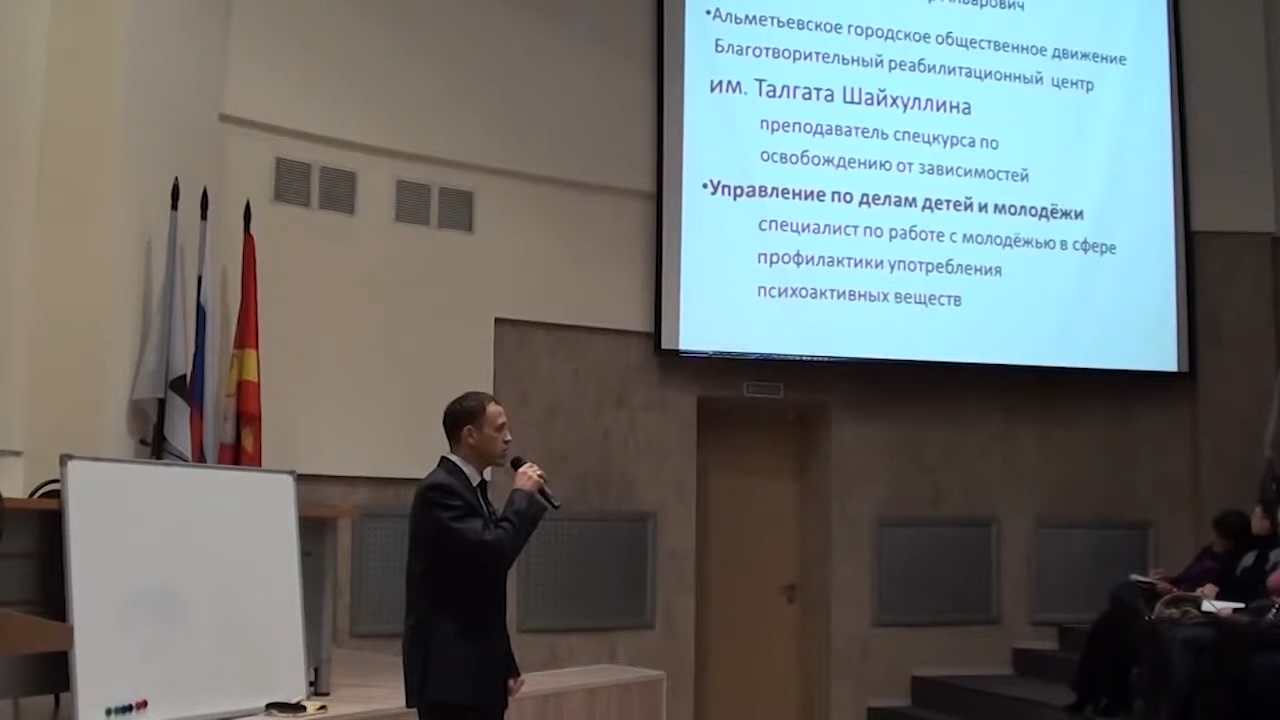 •Альметьевское городское общественное движение
Благотворительный реабилитационный центр
им. Талгата Шайхуллина
преподаватель спецкурса по
освобождению от зависимостей
•Управление по делам детей и молодёжи
специалист по работе с молодёжью в сфере
профилактики употребления
психоактивных веществ